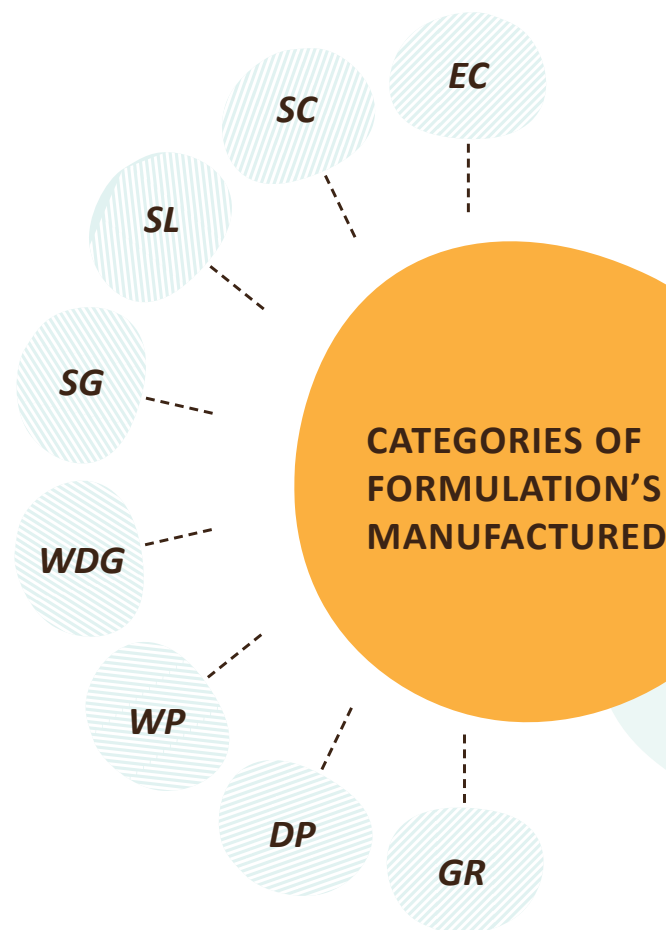 EC
SC
SL
SG
WDG
WP
DP
GR
CATEGORIES OF
FORMULATION’S
MANUFACTURED